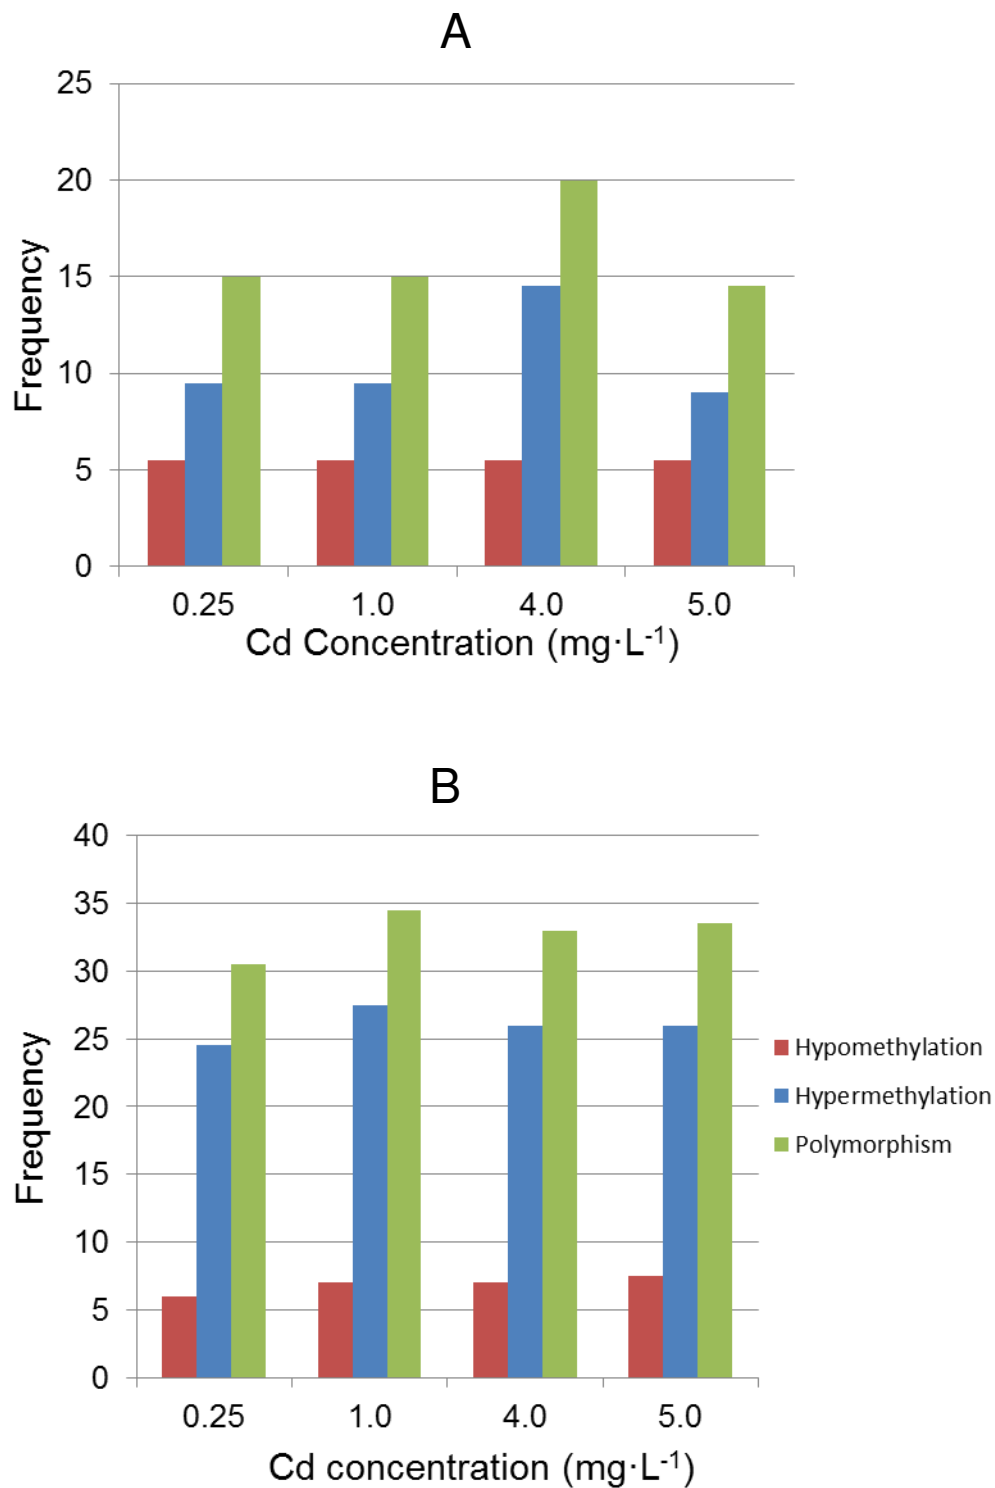 A
25
20
15
10
5
0
Frequency
0.25 1.0 4.0 5.0
Cd Concentration (mg·L-1)
B
40
35
30
25
20
15
10
5
0
Frequency
Hypomethylation
Hypermethylation
Polymorphism
0.25 1.0 4.0 5.0
Cd concentration (mg·L-1)